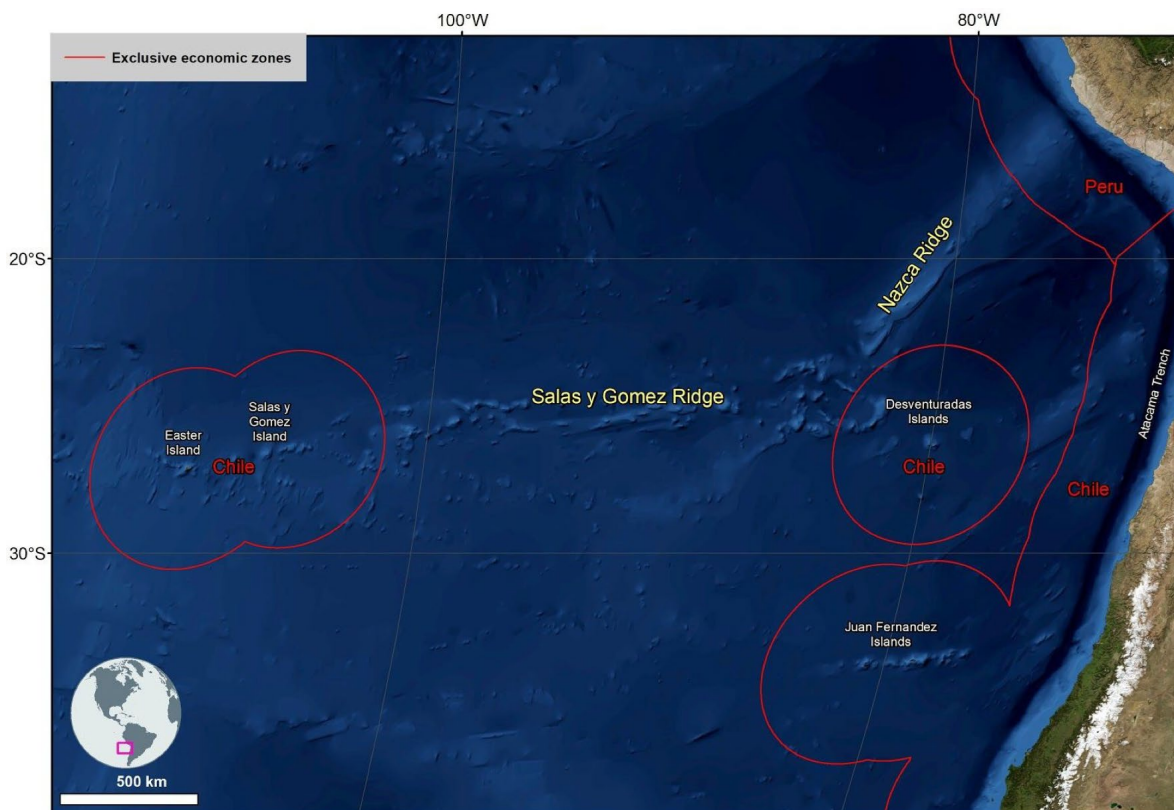 100°W
80°W
Exclusive economic zones
Peru
20°S
Nazca Ridge
Atacama Trench
Salas y Gomez Ridge
Desventuradas
Islands
Salas y
Gomez
Island
Easter
Island
Chile
Chile
Chile
30°S
Juan Fernandez
Islands
500 km